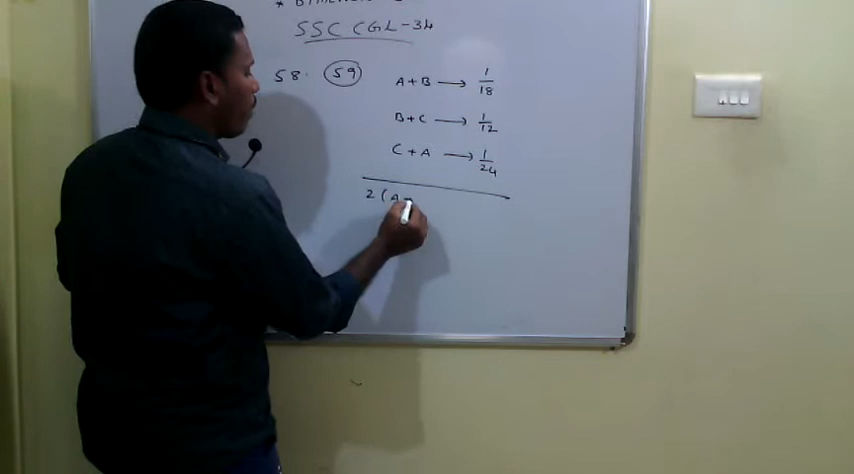 SSC CGL-34
58. 59
A+B → 1/18
B+C → 1/12
C+A → 1/24
2(A